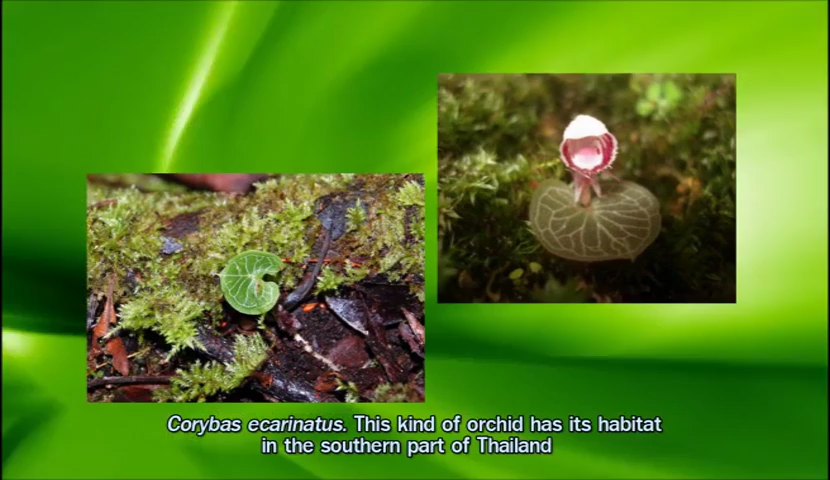 Corybas ecarinatus. This kind of orchid has its habitat
in the southern part of Thailand